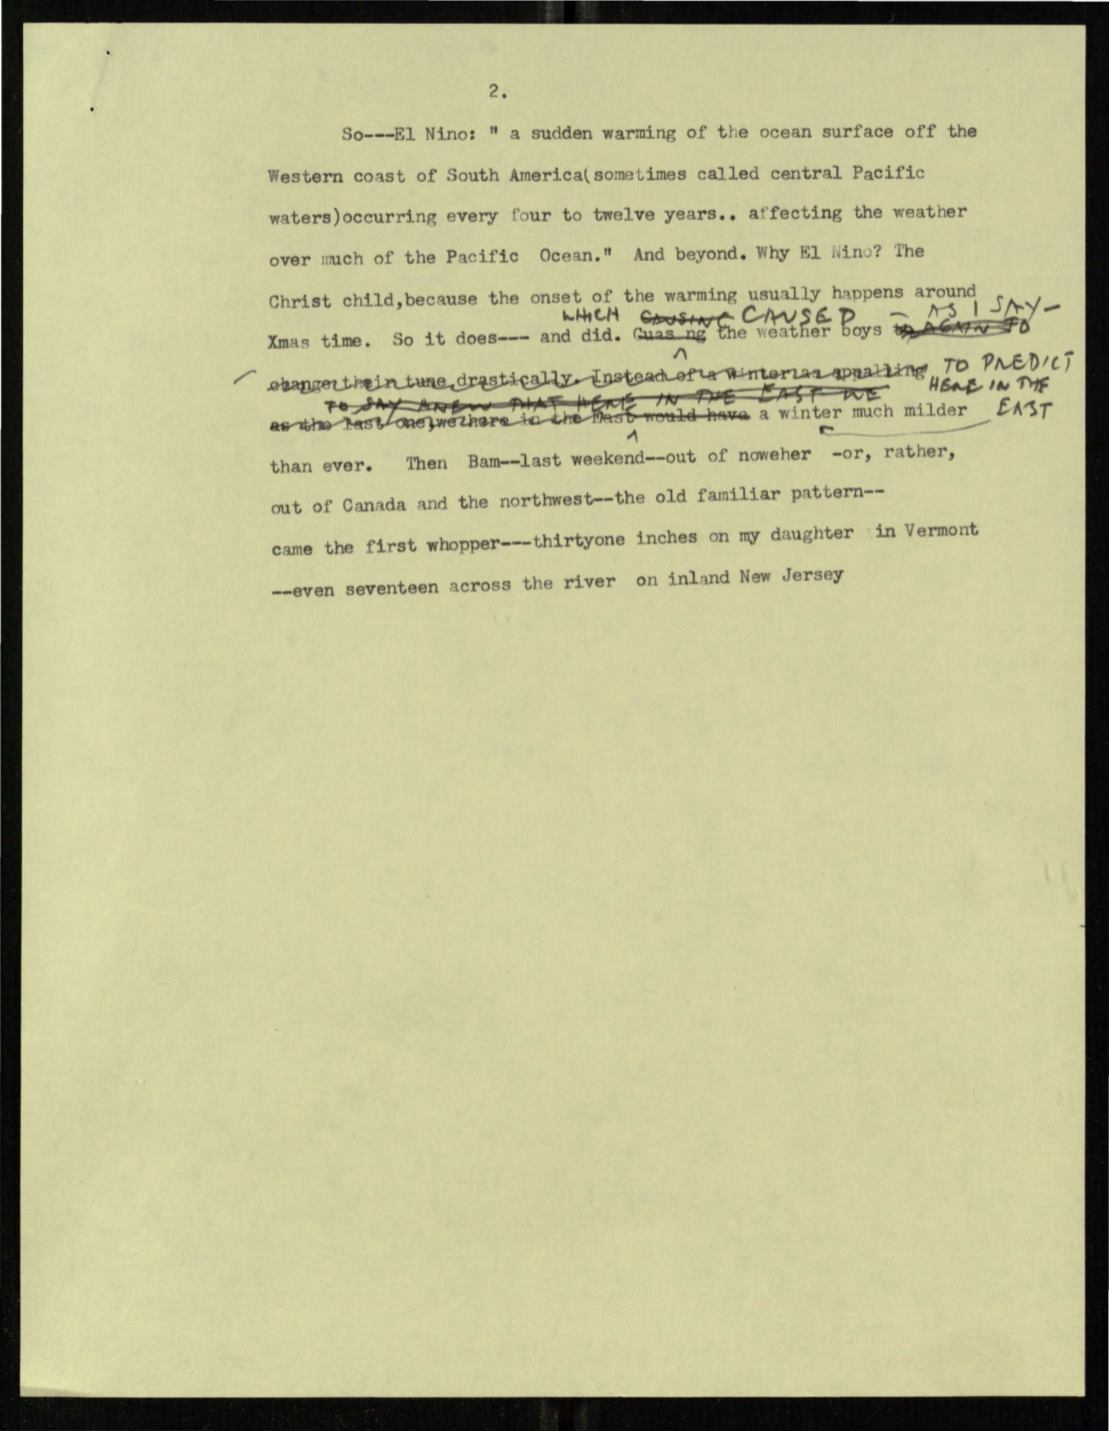 2.
So---El Nino: " a sudden warming of the ocean surface off the
Western coast of South America(sometimes called central Pacific
waters)occurring every four to twelve years.. affecting the weather
over much of the Pacific Ocean." And beyond. Why El Nino? The
Christ child,because the onset of the warming usually happens around
WHICH CAUSING CAUSED — AS I SAY—
Xmas time. So it does--- and did. Cuas ng the weather boys to AGAIN TO
change their tune drastically. Instead of a winter as appalling TO PREDICT
TO SAY ANEW THAT HERE IN THE EAST WE HERE IN THE
as the last one,we here in the East would have a winter much milder EAST
than ever. Then Bam--last weekend--out of noweher -or, rather,
out of Canada and the northwest--the old familiar pattern--
came the first whopper---thirtyone inches on my daughter in Vermont
--even seventeen across the river on inland New Jersey